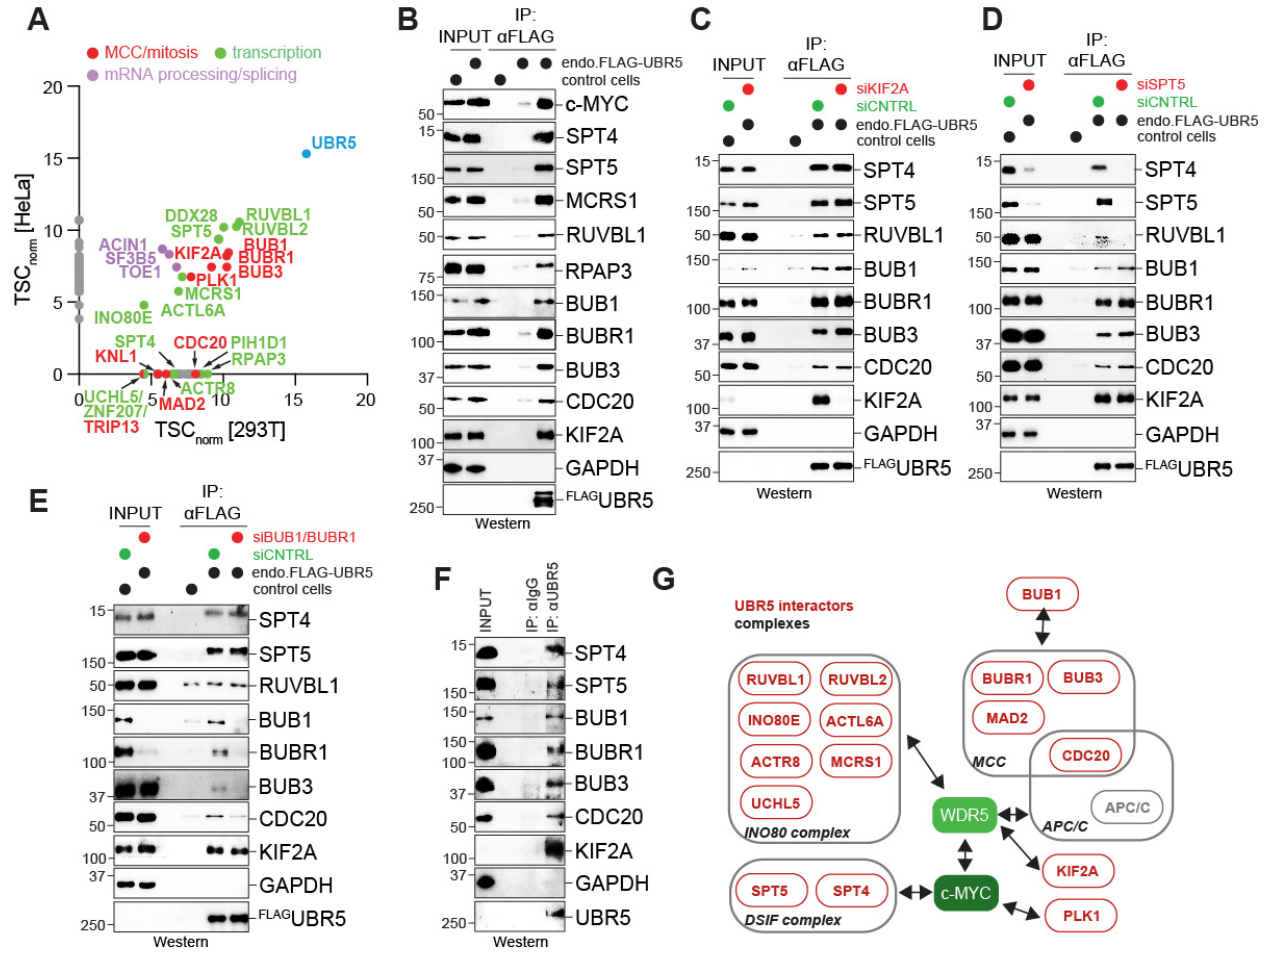 A
MCC/mitosis
transcription
mRNA processing/splicing
TSCnorm [HeLa]
20
15
10
5
0
0
5
10
15
20
TSCnorm [293T]
UBR5
DDX28
RUVBL1
SPT5
RUVBL2
ACIN1
KIF2A
BUB1
SF3B5
BUBR1
TOE1
PLK1
BUB3
MCRS1
INO80E
ACTL6A
SPT4
CDC20
PIH1D1
KNL1
RPAP3
UCHL5/
ACTR8
ZNF207/
MAD2
TRIP13
B
IP:
INPUT αFLAG
endo.FLAG-UBR5
control cells
50 c-MYC
15 SPT4
150 SPT5
50 MCRS1
50 RUVBL1
75 RPAP3
150 BUB1
100 BUBR1
37 BUB3
50 CDC20
100 KIF2A
37 GAPDH
250 FLAGUBR5
Western
C
IP:
INPUT αFLAG
siKIF2A
siCNTRL
endo.FLAG-UBR5
control cells
15 SPT4
150 SPT5
50 RUVBL1
150 BUB1
100 BUBR1
37 BUB3
50 CDC20
100 KIF2A
37 GAPDH
250 FLAGUBR5
Western
D
IP:
INPUT αFLAG
siSPT5
siCNTRL
endo.FLAG-UBR5
control cells
15 SPT4
150 SPT5
50 RUVBL1
150 BUB1
100 BUBR1
37 BUB3
50 CDC20
100 KIF2A
37 GAPDH
250 FLAGUBR5
Western
E
IP:
INPUT αFLAG
siBUB1/BUBR1
siCNTRL
endo.FLAG-UBR5
control cells
15 SPT4
150 SPT5
50 RUVBL1
150 BUB1
100 BUBR1
37 BUB3
50 CDC20
100 KIF2A
37 GAPDH
250 FLAGUBR5
Western
F
INPUT
IP: αIgG
IP: αUBR5
15 SPT4
150 SPT5
150 BUB1
150 BUBR1
100
37 BUB3
50 CDC20
100 KIF2A
37 GAPDH
250 UBR5
Western
G
UBR5 interactors
complexes
BUB1
RUVBL1 RUVBL2
INO80E ACTL6A
ACTR8 MCRS1
UCHL5
INO80 complex
BUBR1 BUB3
MAD2
MCC
CDC20
APC/C
APC/C
WDR5
KIF2A
SPT5 SPT4
DSIF complex
c-MYC
PLK1